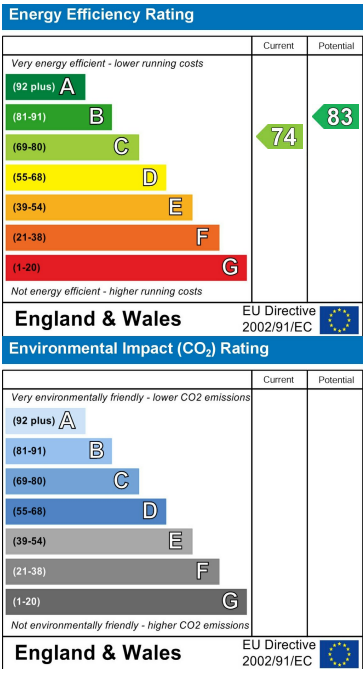 Energy Efficiency Rating
Current Potential
Very energy efficient - lower running costs
(92 plus) A
(81-91) B
(69-80) C
(55-68) D
(39-54) E
(21-38) F
(1-20) G
74
83
Not energy efficient - higher running costs
England & Wales
EU Directive
2002/91/EC
Environmental Impact (CO₂) Rating
Current Potential
Very environmentally friendly - lower CO2 emissions
(92 plus) A
(81-91) B
(69-80) C
(55-68) D
(39-54) E
(21-38) F
(1-20) G
Not environmentally friendly - higher CO2 emissions
England & Wales
EU Directive
2002/91/EC